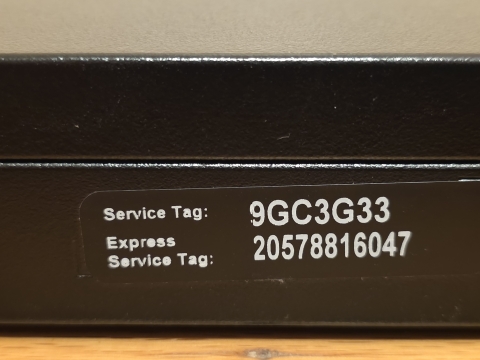 Service Tag: 9GC3G33
Express
Service Tag: 20578816047